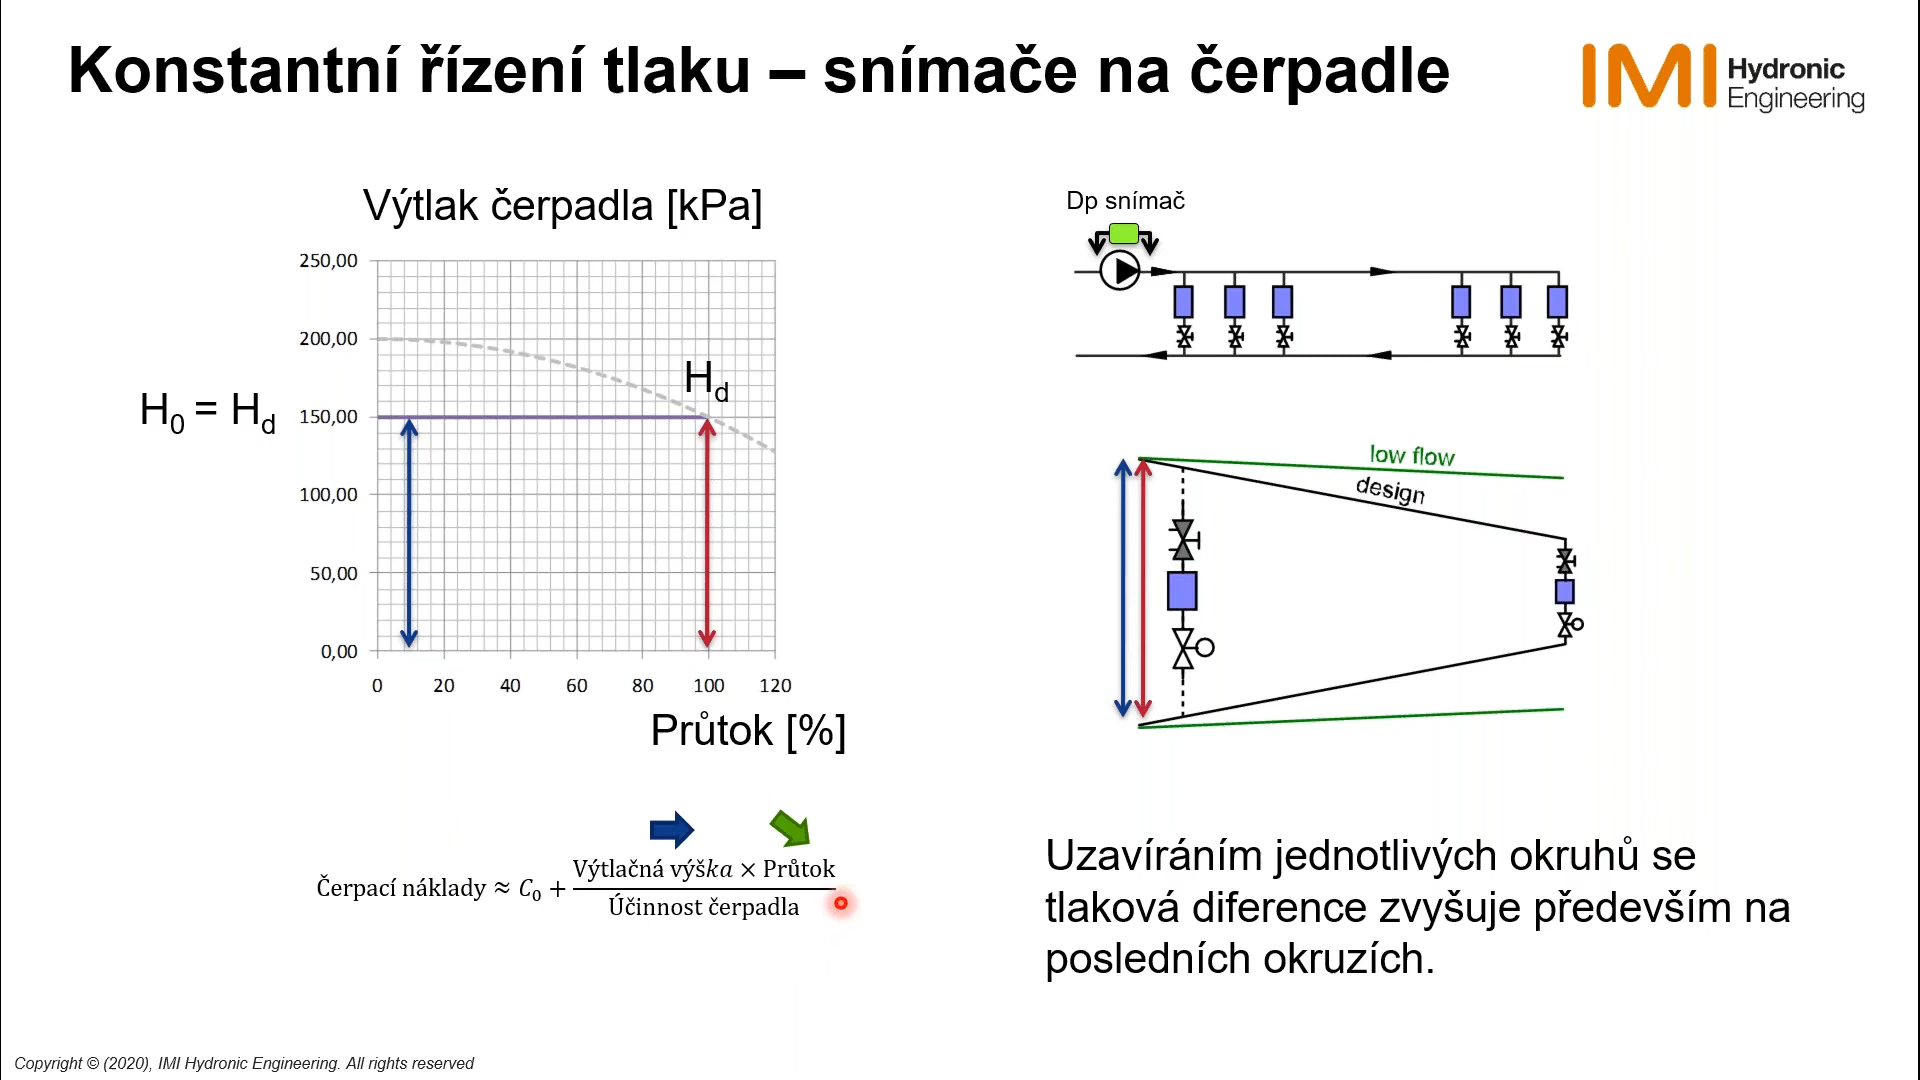 Konstantní řízení tlaku – snímače na čerpadle
IMI Hydronic
Engineering
Výtlak čerpadla [kPa]
250,00
200,00
150,00
100,00
50,00
0,00
H₀ = H_d
H_d
0 20 40 60 80 100 120
Průtok [%]
Čerpací náklady ≈ C₀ + Výtlačná výška × Průtok
Účinnost čerpadla
Dp snímač
low flow
design
Uzavíráním jednotlivých okruhů se
tlaková diference zvyšuje především na
posledních okruzích.
Copyright © (2020), IMI Hydronic Engineering. All rights reserved